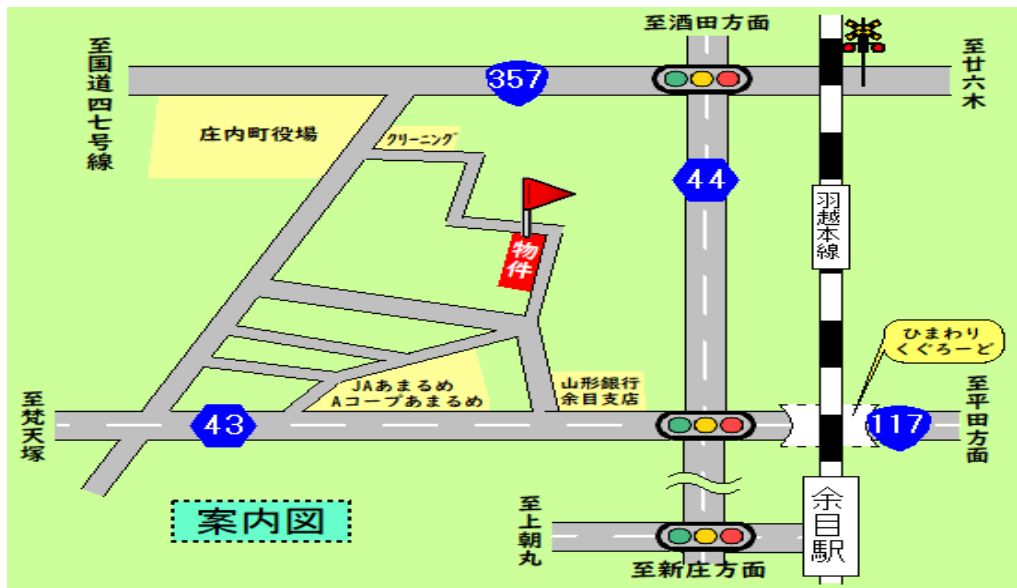 至酒田方面
至国道四七号線
357
至廿六木
庄内町役場
クリーニング
44
羽越本線
物件
ひまわり
くぐろーど
JAあまるめ
Aコープあまるめ
山形銀行
余目支店
至梵天塚
43
117
至平田方面
案内図
至上朝丸
余目駅
至新庄方面